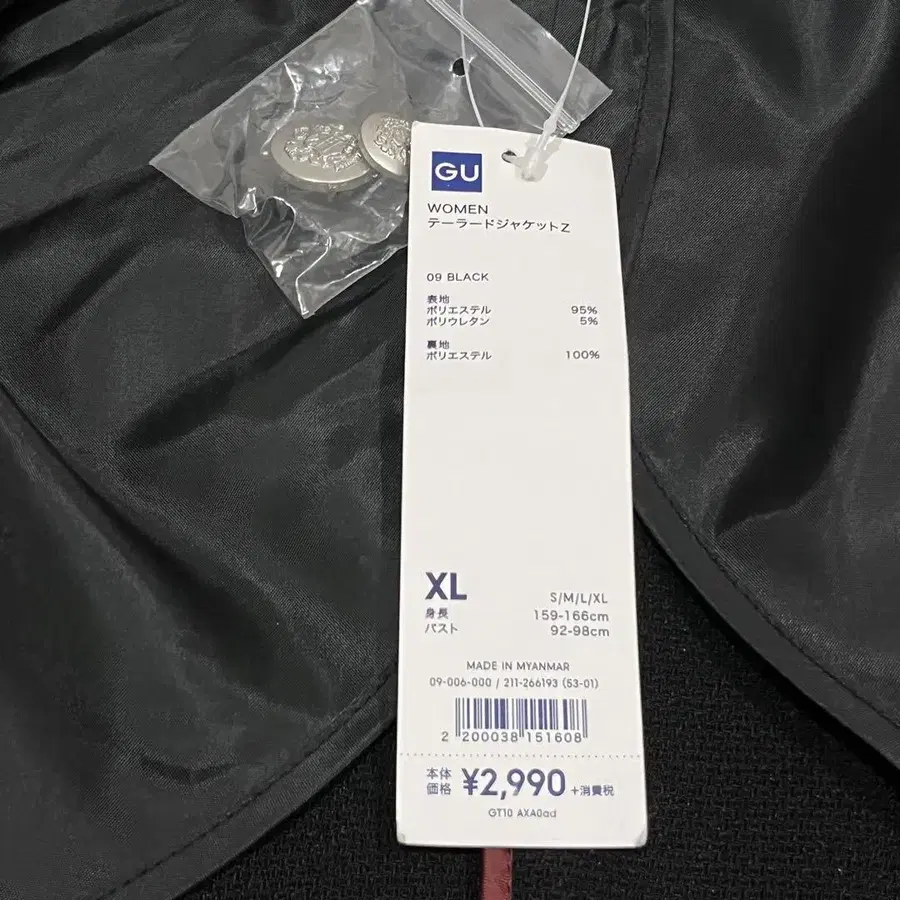 GU
WOMEN
テーラードジャケットZ
09 BLACK
表地
ポリエステル 95%
ポリウレタン 5%
裏地
ポリエステル 100%
XL S/M/L/XL
身長 159-166cm
バスト 92-98cm
MADE IN MYANMAR
09-006-000 / 211-266193 (53-01)
2 200038 151608
本体価格 ¥2,990 +消費税
GT10 AXA0ad